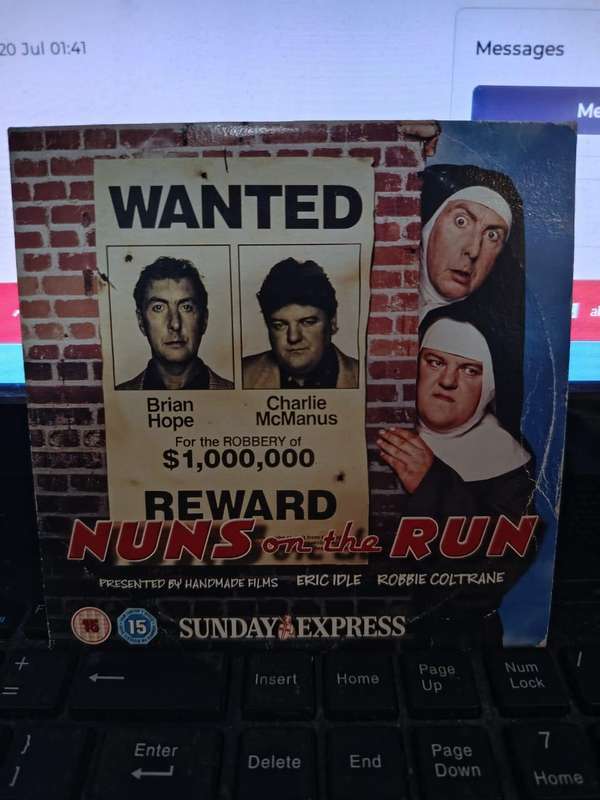 20 Jul 01:41
Messages
Me
WANTED
Brian Hope
Charlie McManus
For the ROBBERY of
$1,000,000
REWARD
NUNS on the RUN
PRESENTED BY HANDMADE FILMS ERIC IDLE ROBBIE COLTRANE
15 15 SUNDAY EXPRESS
+
=
Insert
Home
Page Up
Num Lock
/
}
]
Enter
Delete
End
Page Down
7
Home